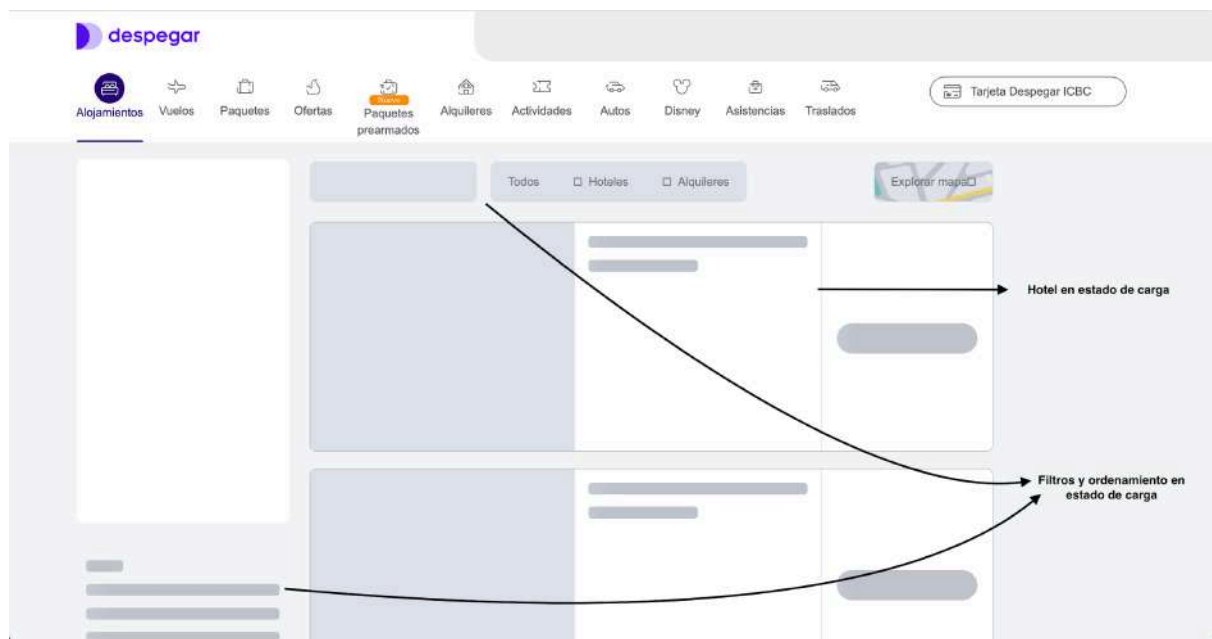 despegar
Alojamientos
Vuelos
Paquetes
Ofertas
Nuevo
Paquetes
prearmados
Alquileres
Actividades
Autos
Disney
Asistencias
Traslados
Tarjeta Despegar ICBC
Todos
Hoteles
Alquileres
Explorar mapa
Hotel en estado de carga
Filtros y ordenamiento en
estado de carga